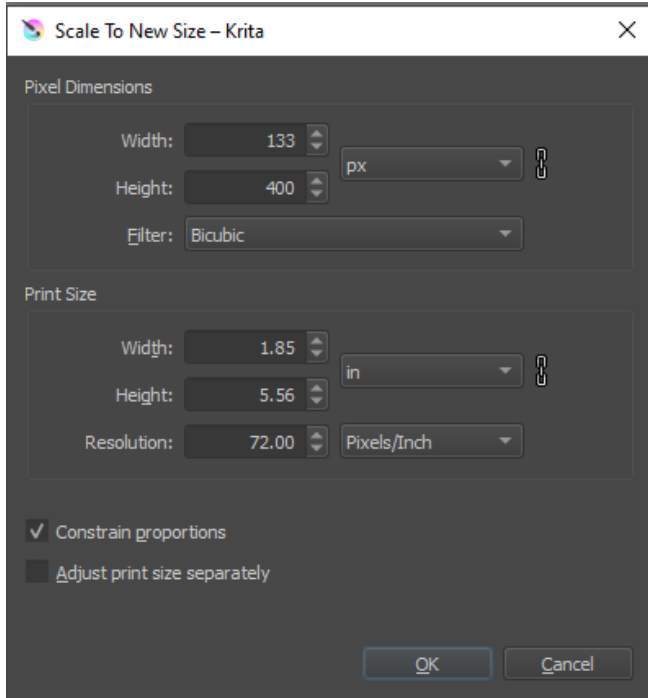 Scale To New Size – Krita
Pixel Dimensions
Width: 133
px
Height: 400
Filter: Bicubic
Print Size
Width: 1.85
in
Height: 5.56
Resolution: 72.00 Pixels/Inch
Constrain proportions
Adjust print size separately
OK Cancel